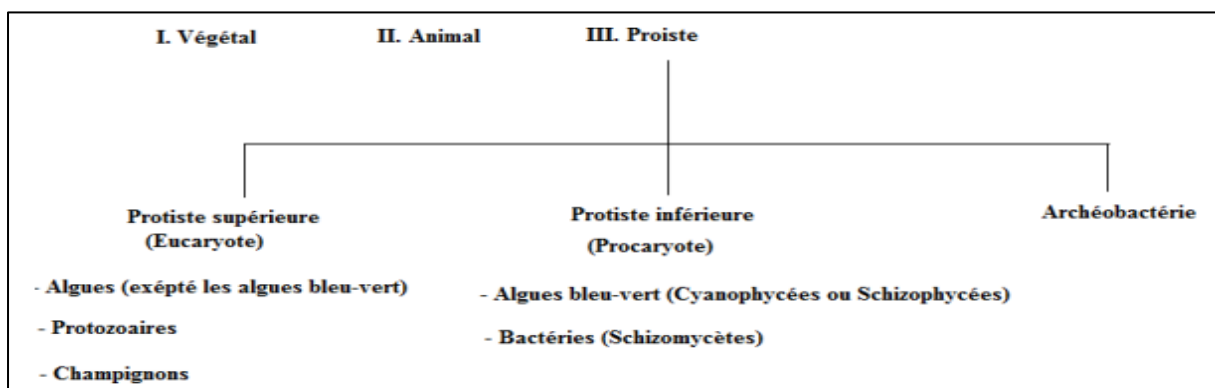 I. Végétal II. Animal III. Proiste
Protiste supérieure
(Eucaryote)
- Algues (exépté les algues bleu-vert)
- Protozoaires
- Champignons
Protiste inférieure
(Procaryote)
- Algues bleu-vert (Cyanophycées ou Schizophycées)
- Bactéries (Schizomycètes)
Archéobactérie